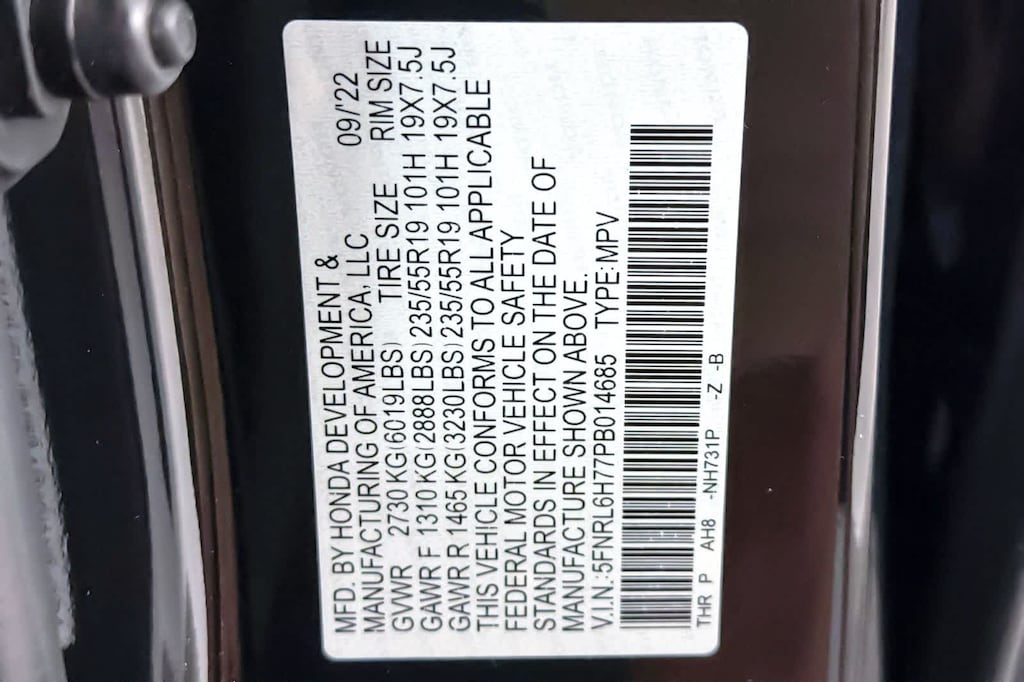 MFD. BY HONDA DEVELOPMENT &
MANUFACTURING OF AMERICA, LLC 09/'22
GVWR 2730 KG(6019LBS) TIRE SIZE RIM SIZE
GAWR F 1310 KG(2888LBS) 235/55R19 101H 19X7.5J
GAWR R 1465 KG(3230LBS) 235/55R19 101H 19X7.5J
THIS VEHICLE CONFORMS TO ALL APPLICABLE
FEDERAL MOTOR VEHICLE SAFETY
STANDARDS IN EFFECT ON THE DATE OF
MANUFACTURE SHOWN ABOVE.
V.I.N.:5FNRL6H77PB014685 TYPE:MPV
THR P AH8 -NH731P -Z -B